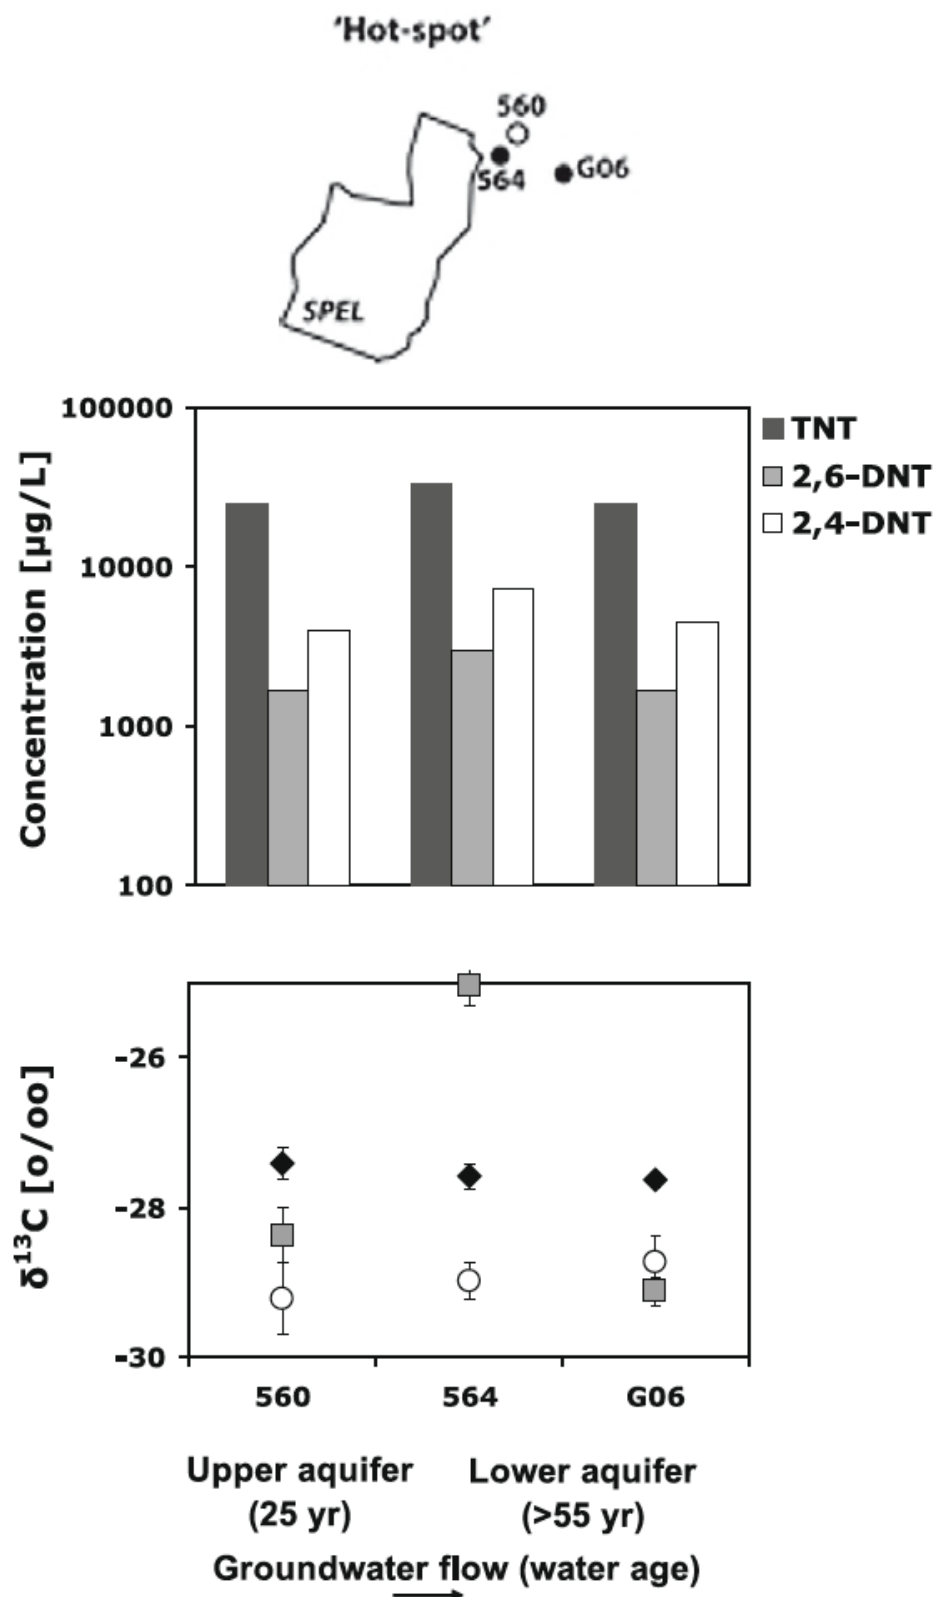 'Hot-spot'
560
564
G06
SPEL
100000
10000
1000
100
Concentration [µg/L]
TNT
2,6-DNT
2,4-DNT
-26
-28
-30
δ¹³C [o/oo]
560 564 G06
Upper aquifer Lower aquifer
(25 yr) (>55 yr)
Groundwater flow (water age)